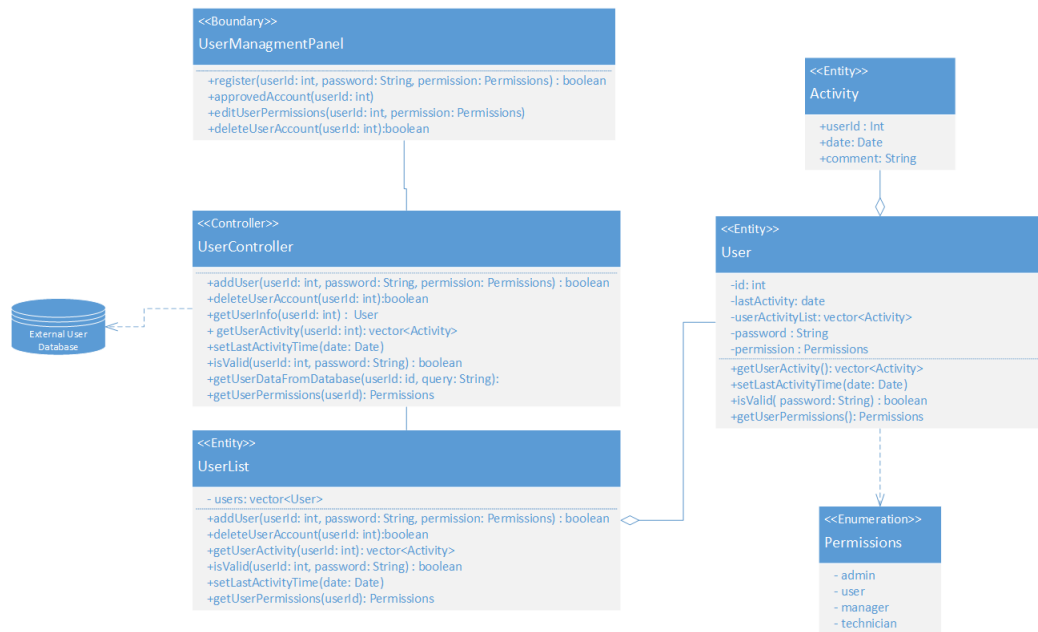 <<Boundary>>
UserManagmentPanel
+register(userId: int, password: String, permission: Permissions) : boolean
+approvedAccount(userId: int)
+editUserPermissions(userId: int, permission: Permissions)
+deleteUserAccount(userId: int):boolean
<<Controller>>
UserController
+addUser(userId: int, password: String, permission: Permissions) : boolean
+deleteUserAccount(userId: int):boolean
+getUserInfo(userId: int) : User
+ getUserActivity(userId: int): vector<Activity>
+setLastActivityTime(date: Date)
+isValid(userId: int, password: String) : boolean
+getUserDataFromDatabase(userId: id, query: String):
+getUserPermissions(userId): Permissions
External User
Database
<<Entity>>
UserList
- users: vector<User>
+addUser(userId: int, password: String, permission: Permissions) : boolean
+deleteUserAccount(userId: int):boolean
+getUserActivity(userId: int): vector<Activity>
+isValid(userId: int, password: String) : boolean
+setLastActivityTime(date: Date)
+getUserPermissions(userId): Permissions
<<Entity>>
Activity
+userId : Int
+date: Date
+comment: String
<<Entity>>
User
-id: int
-lastActivity: date
-userActivityList: vector<Activity>
-password : String
-permission : Permissions
+getUserActivity(): vector<Activity>
+setLastActivityTime(date: Date)
+isValid( password: String) : boolean
+getUserPermissions(): Permissions
<<Enumeration>>
Permissions
- admin
- user
- manager
- technician